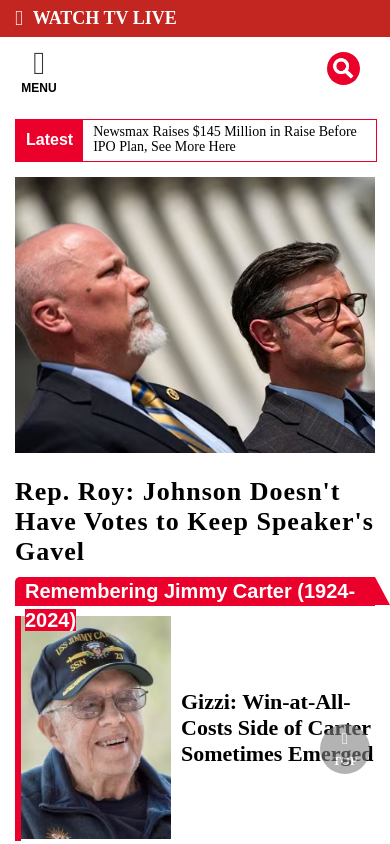 WATCH TV LIVE
MENU
Latest
Newsmax Raises $145 Million in Raise Before
IPO Plan, See More Here
Rep. Roy: Johnson Doesn't
Have Votes to Keep Speaker's
Gavel
Remembering Jimmy Carter (1924-
2024)
USS JIMMY CARTER
SSN 23
Gizzi: Win-at-All-
Costs Side of Carter
Sometimes Emerged
TOP